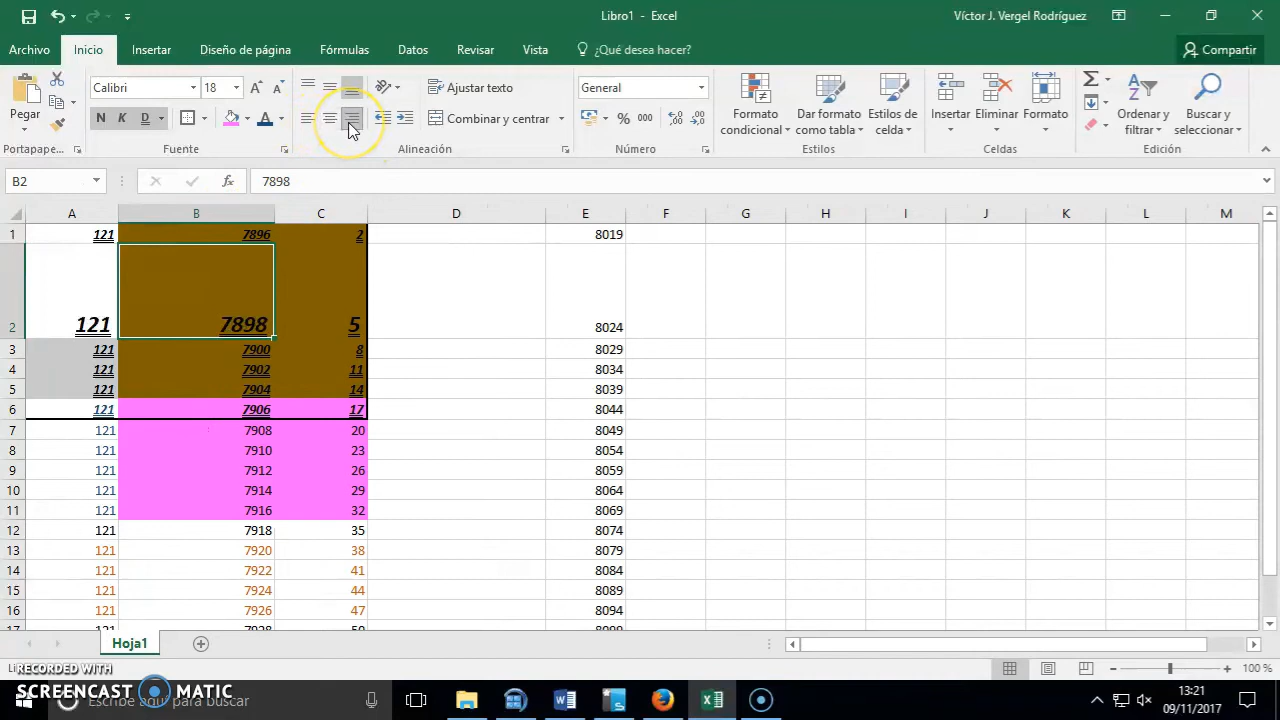 Libro1 - Excel
Víctor J. Vergel Rodríguez
Archivo Inicio Insertar Diseño de página Fórmulas Datos Revisar Vista ¿Qué desea hacer? Compartir
Pegar
Calibri 18 A A
N K D A
Ajustar texto
Combinar y centrar
General
% 000
Formato condicional
Dar formato como tabla
Estilos de celda
Insertar Eliminar Formato
Ordenar y filtrar
Buscar y seleccionar
Portapape... Fuente Alineación Número Estilos Celdas Edición
B2 fx 7898
A B C D E F G H I J K L M
1 121 7896 2 8019
2 121 7898 5 8024
3 121 7900 8 8029
4 121 7902 11 8034
5 121 7904 14 8039
6 121 7906 17 8044
7 121 7908 20 8049
8 121 7910 23 8054
9 121 7912 26 8059
10 121 7914 29 8064
11 121 7916 32 8069
12 121 7918 35 8074
13 121 7920 38 8079
14 121 7922 41 8084
15 121 7924 44 8089
16 121 7926 47 8094
17 121 7928 50 8099
Hoja1
100 %
RECORDED WITH
SCREENCAST MATIC
Escribe aquí para buscar
13:21
09/11/2017